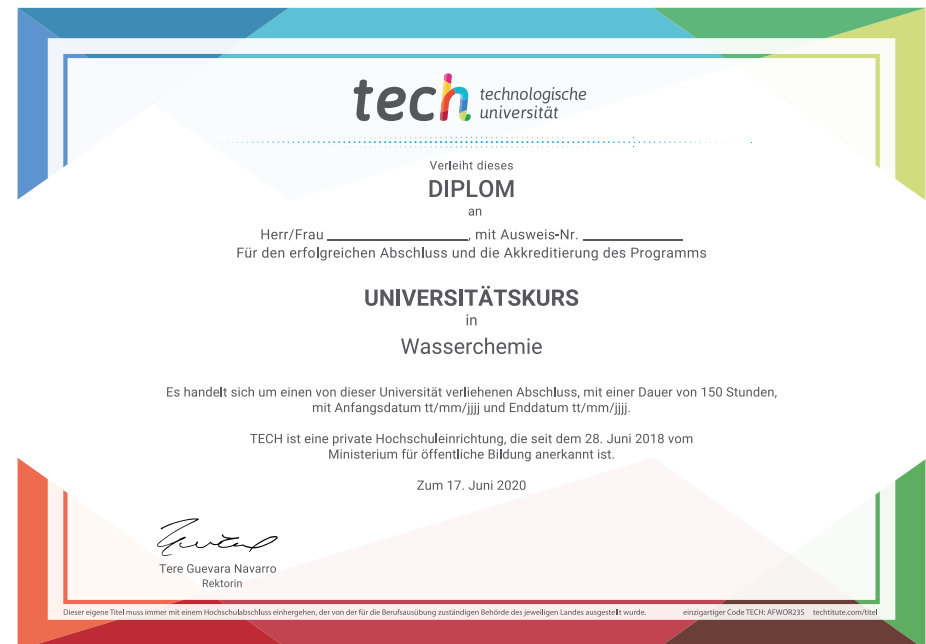 tech technologische
universität
Verleiht dieses
DIPLOM
an
Herr/Frau ____________________, mit Ausweis-Nr. ______________
Für den erfolgreichen Abschluss und die Akkreditierung des Programms
UNIVERSITÄTSKURS
in
Wasserchemie
Es handelt sich um einen von dieser Universität verliehenen Abschluss, mit einer Dauer von 150 Stunden,
mit Anfangsdatum tt/mm/jjjj und Enddatum tt/mm/jjjj.
TECH ist eine private Hochschuleinrichtung, die seit dem 28. Juni 2018 vom
Ministerium für öffentliche Bildung anerkannt ist.
Zum 17. Juni 2020
Tere Guevara Navarro
Rektorin
Dieser eigene Titel muss immer mit einem Hochschulabschluss einhergehen, der von der für die Berufsausübung zuständigen Behörde des jeweiligen Landes ausgestellt wurde. einzigartiger Code TECH: AFWOR23S techtitute.com/titel